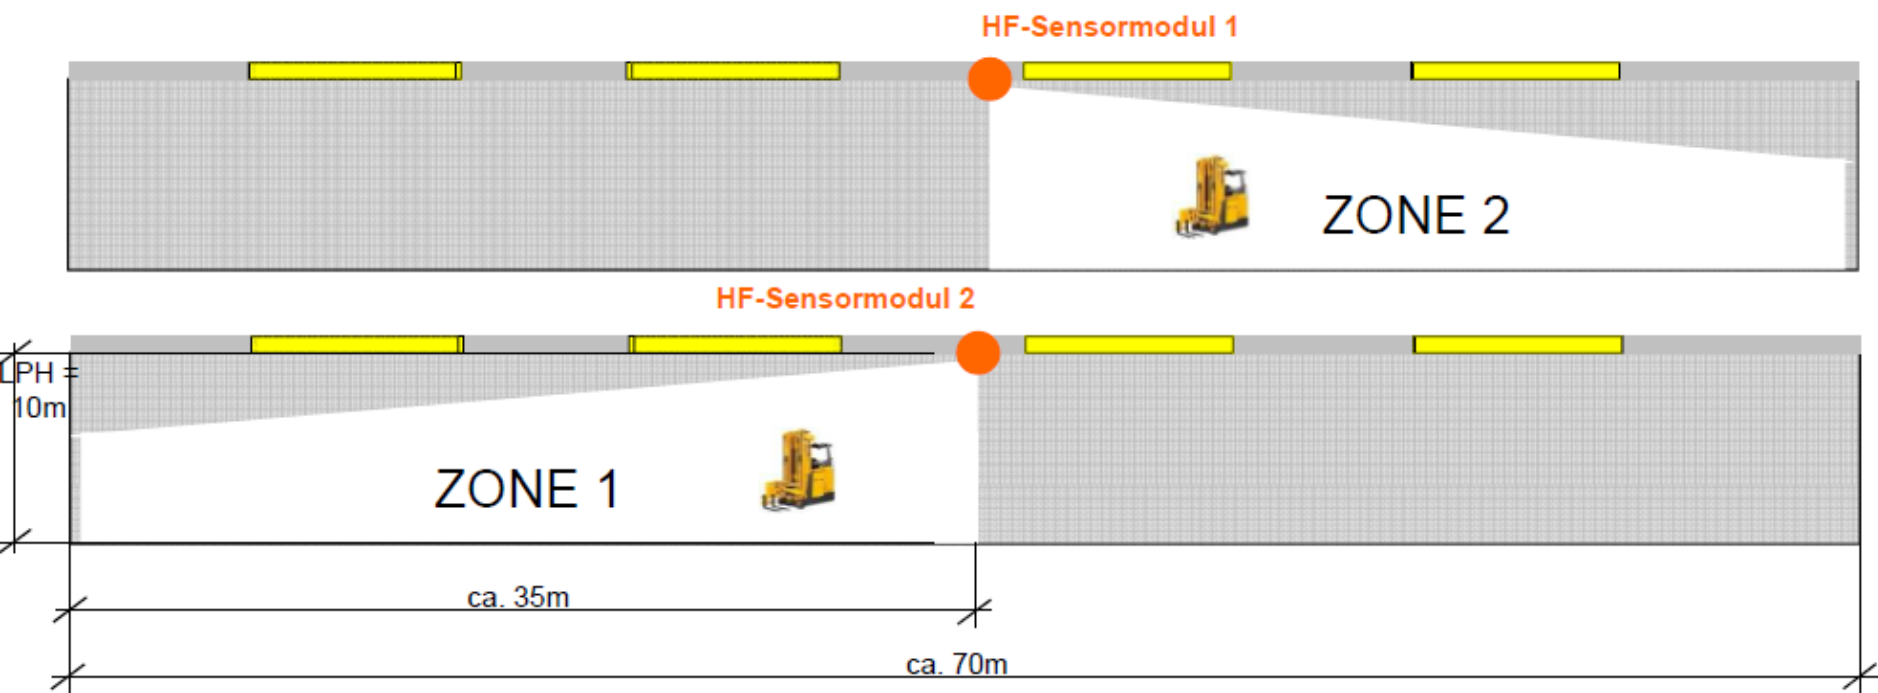 HF-Sensormodul 1
ZONE 2
HF-Sensormodul 2
LPH =
10m
ZONE 1
ca. 35m
ca. 70m